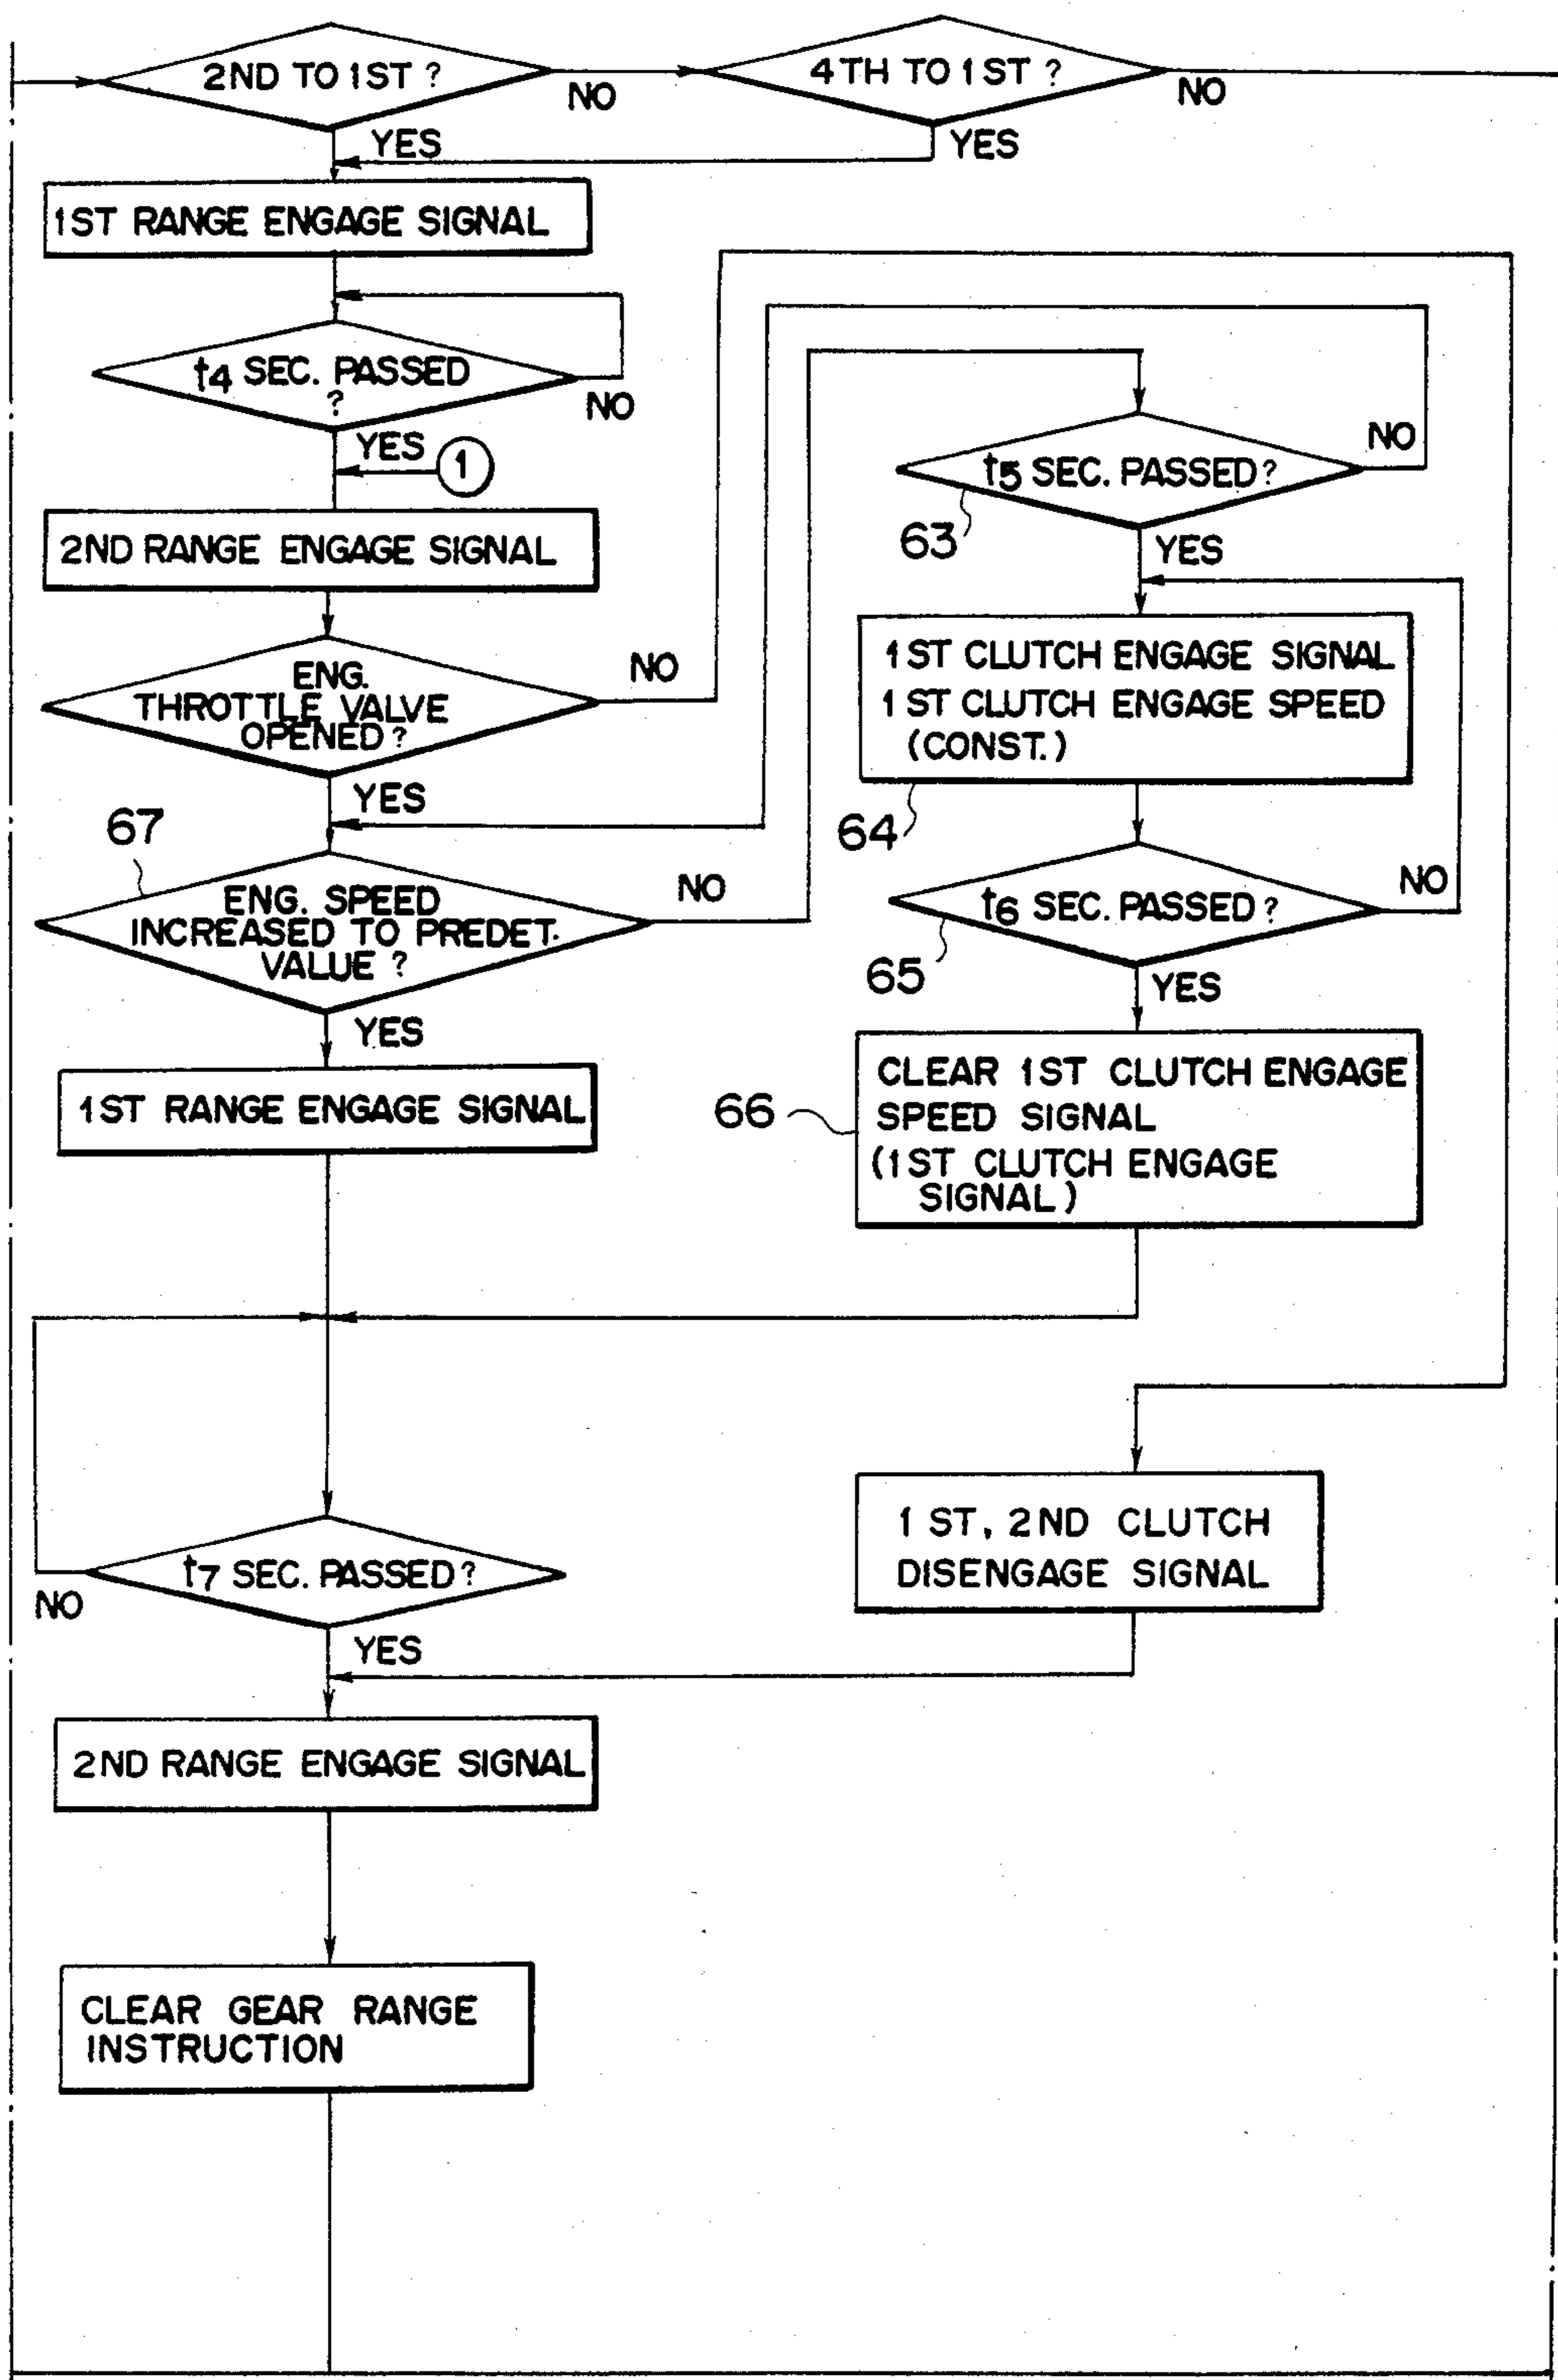 2ND TO 1ST ?
NO
4TH TO 1ST ?
NO
YES
YES
1ST RANGE ENGAGE SIGNAL
t4 SEC. PASSED
?
NO
YES
1
2ND RANGE ENGAGE SIGNAL
ENG.
THROTTLE VALVE
OPENED ?
NO
YES
67
ENG. SPEED
INCREASED TO PREDET.
VALUE ?
NO
YES
1ST RANGE ENGAGE SIGNAL
t5 SEC. PASSED ?
NO
63
YES
1ST CLUTCH ENGAGE SIGNAL
1ST CLUTCH ENGAGE SPEED
(CONST.)
64
t6 SEC. PASSED ?
NO
65
YES
CLEAR 1ST CLUTCH ENGAGE
SPEED SIGNAL
(1ST CLUTCH ENGAGE
SIGNAL)
66
t7 SEC. PASSED ?
NO
YES
1ST, 2ND CLUTCH
DISENGAGE SIGNAL
2ND RANGE ENGAGE SIGNAL
CLEAR GEAR RANGE
INSTRUCTION